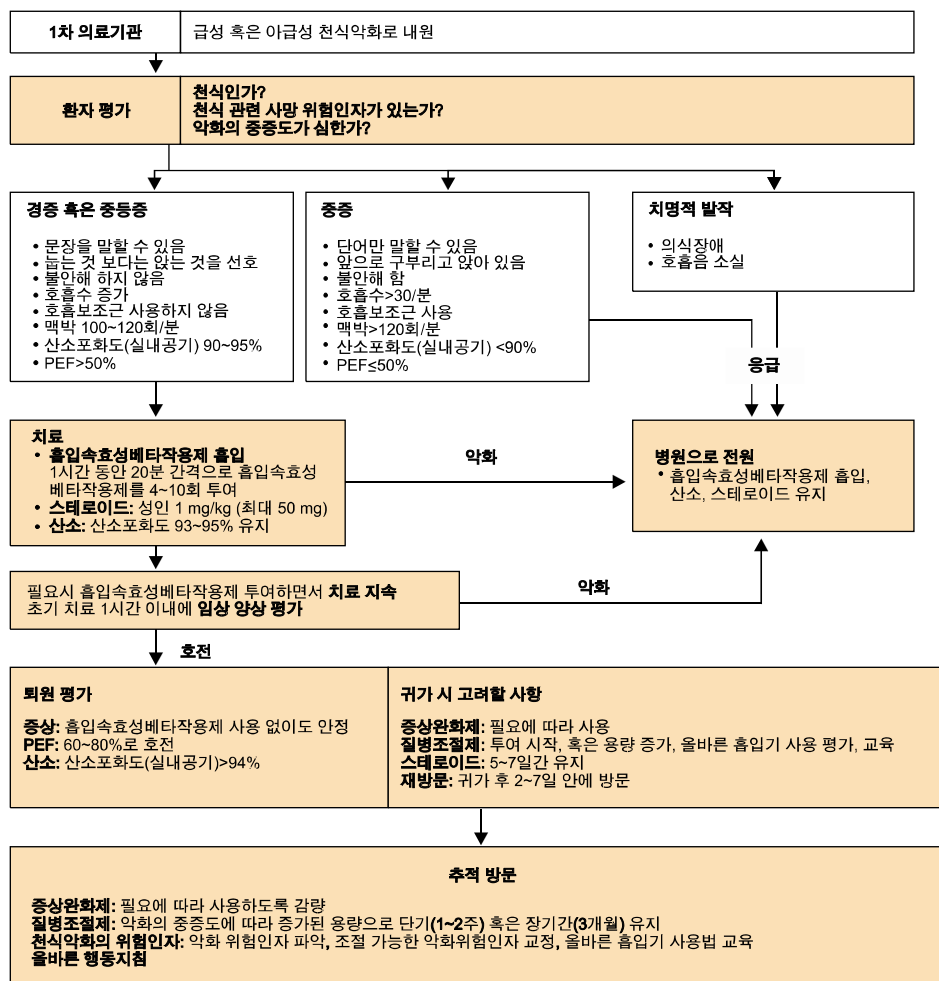 1차 의료기관
급성 혹은 아급성 천식악화로 내원
환자 평가
천식인가?
천식 관련 사망 위험인자가 있는가?
악화의 중증도가 심한가?
경증 혹은 중등증
• 문장을 말할 수 있음
• 눕는 것 보다는 앉는 것을 선호
• 불안해 하지 않음
• 호흡수 증가
• 호흡보조근 사용하지 않음
• 맥박 100~120회/분
• 산소포화도(실내공기) 90~95%
• PEF>50%
중증
• 단어만 말할 수 있음
• 앞으로 구부리고 앉아 있음
• 불안해 함
• 호흡수>30/분
• 호흡보조근 사용
• 맥박>120회/분
• 산소포화도(실내공기) <90%
• PEF≤50%
치명적 발작
• 의식장애
• 호흡음 소실
응급
치료
• 흡입속효성베타작용제 흡입
1시간 동안 20분 간격으로 흡입속효성
베타작용제를 4~10회 투여
• 스테로이드: 성인 1 mg/kg (최대 50 mg)
• 산소: 산소포화도 93~95% 유지
악화
병원으로 전원
• 흡입속효성베타작용제 흡입,
산소, 스테로이드 유지
필요시 흡입속효성베타작용제 투여하면서 치료 지속
초기 치료 1시간 이내에 임상 양상 평가
악화
호전
퇴원 평가
증상: 흡입속효성베타작용제 사용 없이도 안정
PEF: 60~80%로 호전
산소: 산소포화도(실내공기)>94%
귀가 시 고려할 사항
증상완화제: 필요에 따라 사용
질병조절제: 투여 시작, 혹은 용량 증가, 올바른 흡입기 사용 평가, 교육
스테로이드: 5~7일간 유지
재방문: 귀가 후 2~7일 안에 방문
추적 방문
증상완화제: 필요에 따라 사용하도록 감량
질병조절제: 악화의 중증도에 따라 증가된 용량으로 단기(1~2주) 혹은 장기간(3개월) 유지
천식악화의 위험인자: 악화 위험인자 파악, 조절 가능한 악화위험인자 교정, 올바른 흡입기 사용법 교육
올바른 행동지침